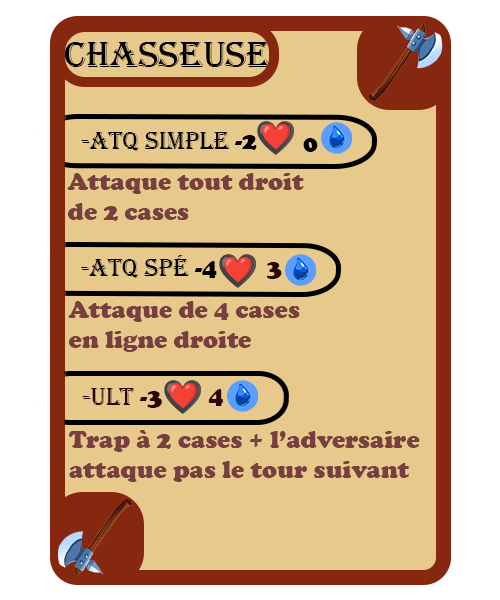 CHASSEUSE
=ATQ SIMPLE -2 0
Attaque tout droit
de 2 cases
=ATQ SPÉ -4 3
Attaque de 4 cases
en ligne droite
=ULT -3 4
Trap à 2 cases + l'adversaire
attaque pas le tour suivant